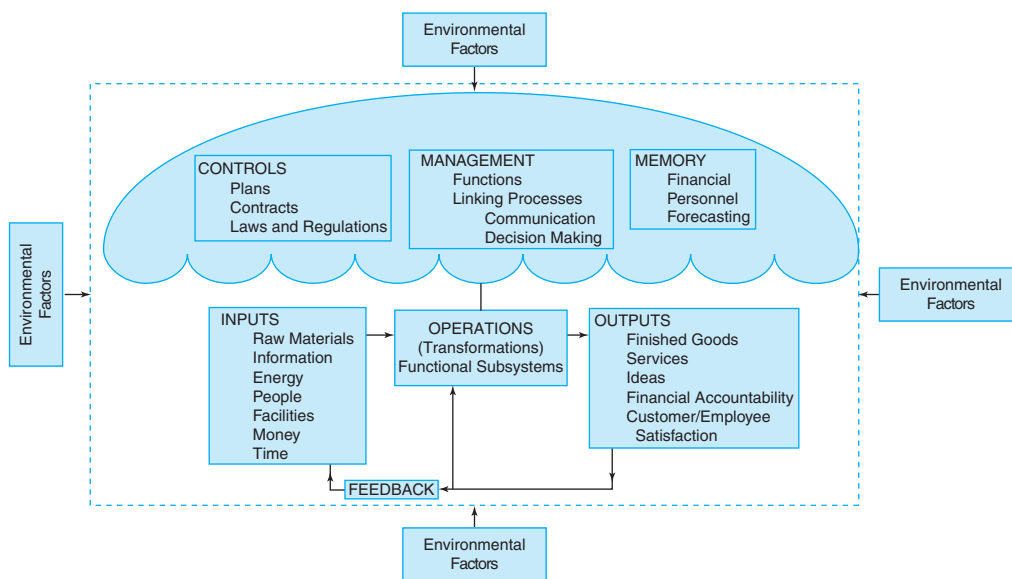 Environmental
Factors
CONTROLS
Plans
Contracts
Laws and Regulations
MANAGEMENT
Functions
Linking Processes
Communication
Decision Making
MEMORY
Financial
Personnel
Forecasting
Environmental
Factors
Environmental
Factors
INPUTS
Raw Materials
Information
Energy
People
Facilities
Money
Time
OPERATIONS
(Transformations)
Functional Subsystems
OUTPUTS
Finished Goods
Services
Ideas
Financial Accountability
Customer/Employee
Satisfaction
FEEDBACK
Environmental
Factors